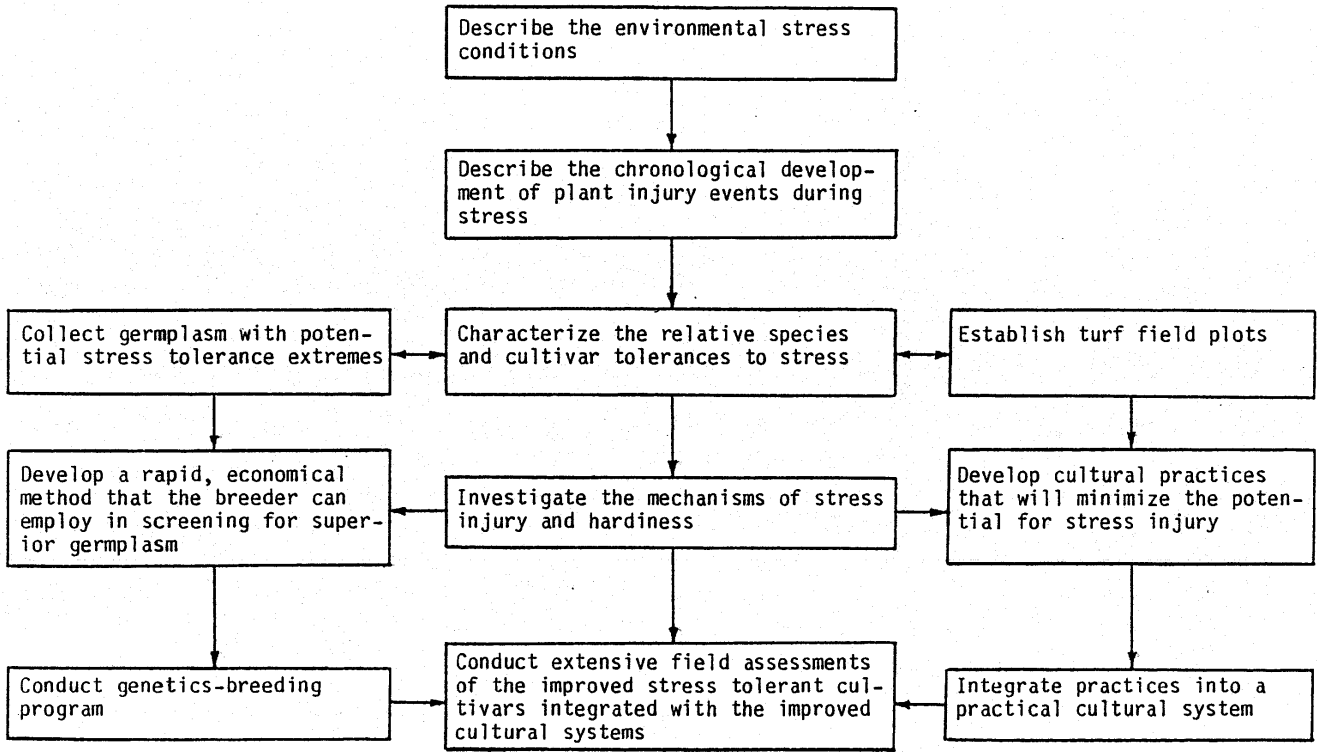 Describe the environmental stress
conditions
Describe the chronological develop-
ment of plant injury events during
stress
Collect germplasm with poten-
tial stress tolerance extremes
Characterize the relative species
and cultivar tolerances to stress
Establish turf field plots
Develop a rapid, economical
method that the breeder can
employ in screening for super-
ior germplasm
Investigate the mechanisms of stress
injury and hardiness
Develop cultural practices
that will minimize the poten-
tial for stress injury
Conduct genetics-breeding
program
Conduct extensive field assessments
of the improved stress tolerant cul-
tivars integrated with the improved
cultural systems
Integrate practices into a
practical cultural system